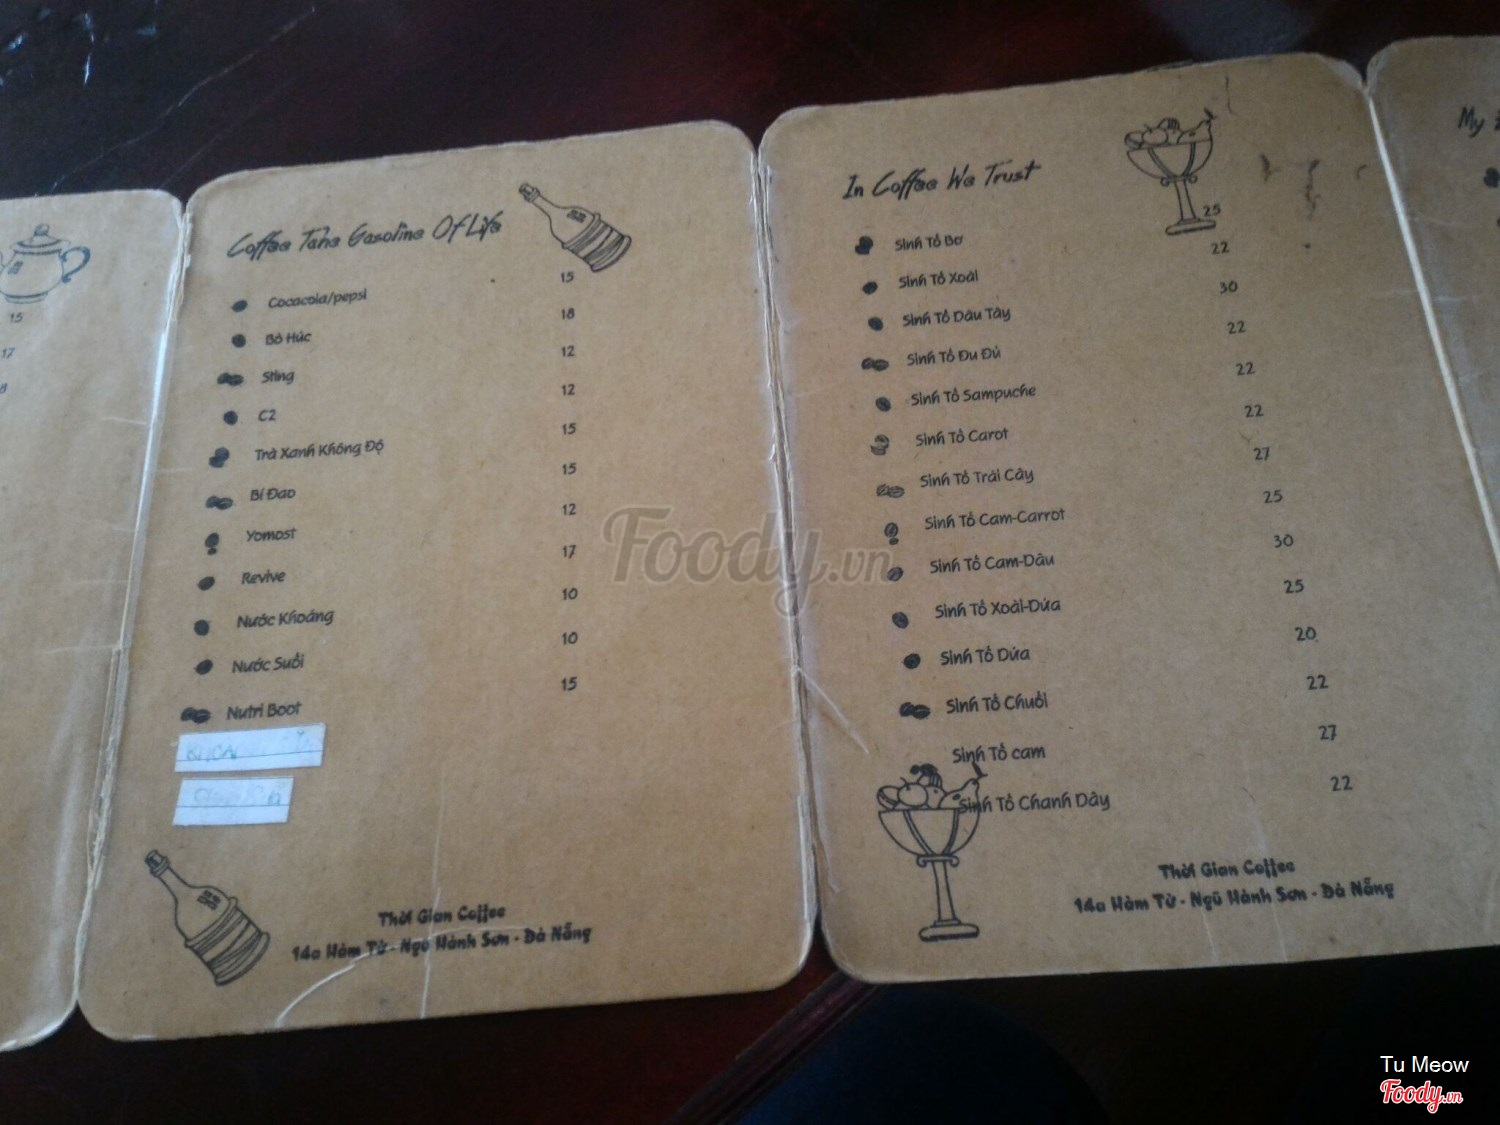 15
17
8
Coffee Tahe Gasoline Of Life
Cocacola/pepsi 15
Bò Húc 18
Sting 12
C2 12
Trà Xanh Không Độ 15
Bí Đao 15
Yomost 12
Revive 17
Nước Khoáng 10
Nước Suối 10
Nutri Boot 15
Thời Gian Coffee
14a Hàm Tử - Ngũ Hành Sơn - Đà Nẵng
In Coffee We Trust
Sinh Tố Bơ 25
Sinh Tố Xoài 22
Sinh Tố Dâu Tây 30
Sinh Tố Đu Đủ 22
Sinh Tố Sampuche 22
Sinh Tố Carot 22
Sinh Tố Trái Cây 27
Sinh Tố Cam-Carrot 25
Sinh Tố Cam-Dâu 30
Sinh Tố Xoài-Dứa 25
Sinh Tố Dứa 20
Sinh Tố Chuối 22
Sinh Tố cam 27
Sinh Tố Chanh Dây 22
Thời Gian Coffee
14a Hàm Tử - Ngũ Hành Sơn - Đà Nẵng
My
Foody.vn
Tu Meow
Foody.vn